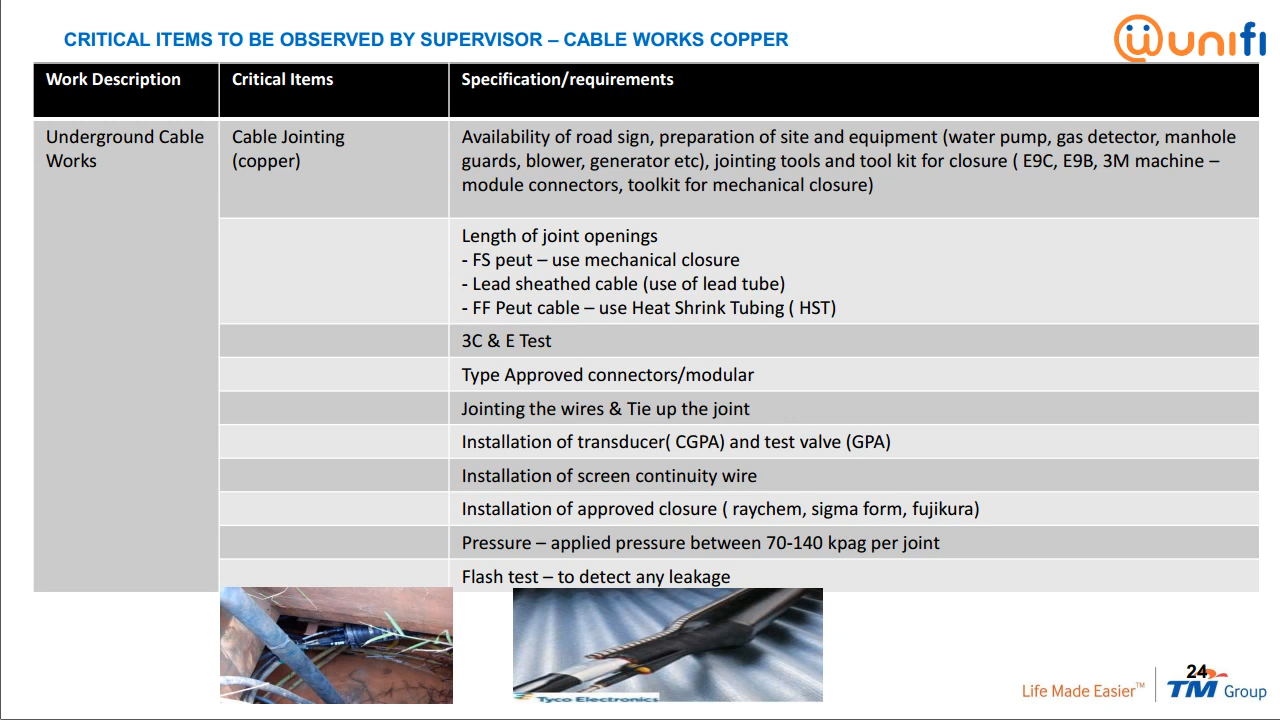 CRITICAL ITEMS TO BE OBSERVED BY SUPERVISOR – CABLE WORKS COPPER
unifi
Work Description
Critical Items
Specification/requirements
Underground Cable
Works
Cable Jointing
(copper)
Availability of road sign, preparation of site and equipment (water pump, gas detector, manhole
guards, blower, generator etc), jointing tools and tool kit for closure ( E9C, E9B, 3M machine –
module connectors, toolkit for mechanical closure)
Length of joint openings
- FS peut – use mechanical closure
- Lead sheathed cable (use of lead tube)
- FF Peut cable – use Heat Shrink Tubing ( HST)
3C & E Test
Type Approved connectors/modular
Jointing the wires & Tie up the joint
Installation of transducer( CGPA) and test valve (GPA)
Installation of screen continuity wire
Installation of approved closure ( raychem, sigma form, fujikura)
Pressure – applied pressure between 70-140 kpag per joint
Flash test – to detect any leakage
Tyco Electronics
Life Made Easier™
24
TM Group